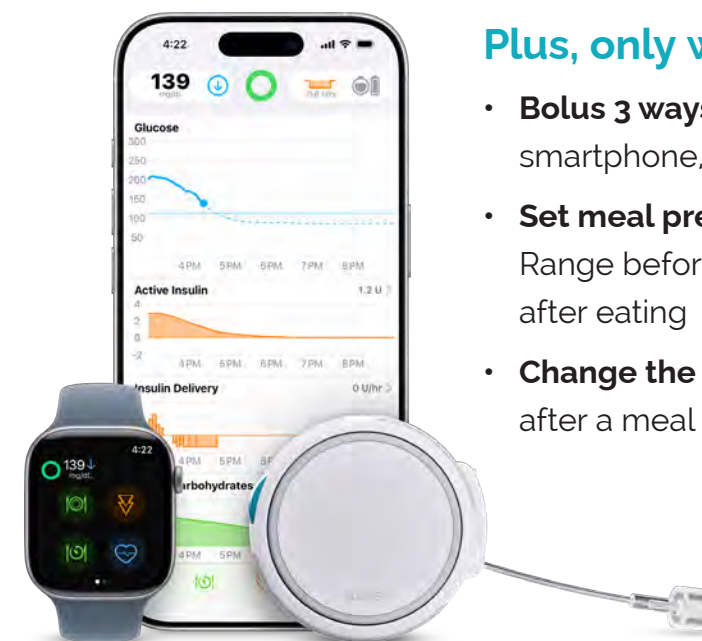 Plus, only w
• Bolus 3 ways
smartphone,
• Set meal pre
Range befor
after eating
• Change the
after a meal
4:22
139
mg/dL
Glucose
300
250
200
150
100
50
4PM 5PM 6PM 7PM 8PM
Active Insulin 1.2 U
4
2
0
-2
4PM 5PM 6PM 7PM 8PM
Insulin Delivery 0 U/hr
4PM 5PM
arbohydrates
4PM 5PM
4:22
139
mg/dL